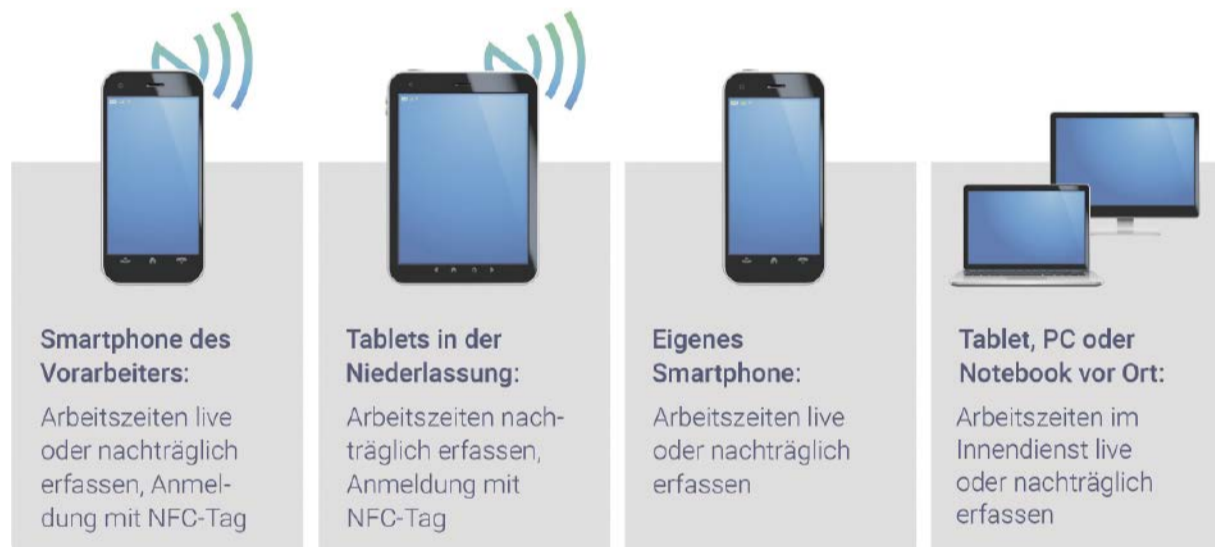 Smartphone des
Vorarbeiters:
Arbeitszeiten live
oder nachträglich
erfassen, Anmel-
dung mit NFC-Tag
Tablets in der
Niederlassung:
Arbeitszeiten nach-
träglich erfassen,
Anmeldung mit
NFC-Tag
Eigenes
Smartphone:
Arbeitszeiten live
oder nachträglich
erfassen
Tablet, PC oder
Notebook vor Ort:
Arbeitszeiten im
Innendienst live
oder nachträglich
erfassen